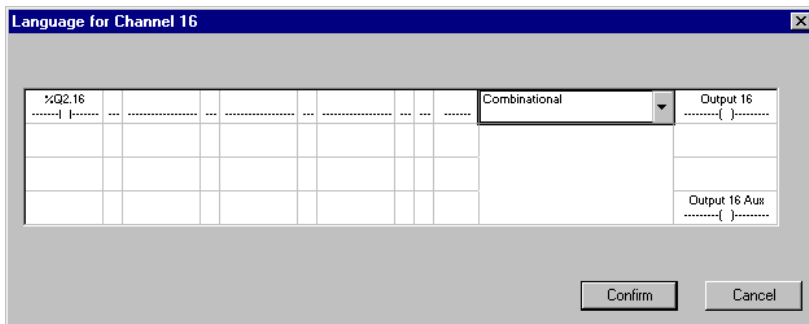 Language for Channel 16
%Q2.16
Combinational
Output 16
-------| |------- --- ----------------- --- ----------------- --- ----------------- --- --- ------- ---------( )---------
Output 16 Aux
---------( )---------
Confirm
Cancel